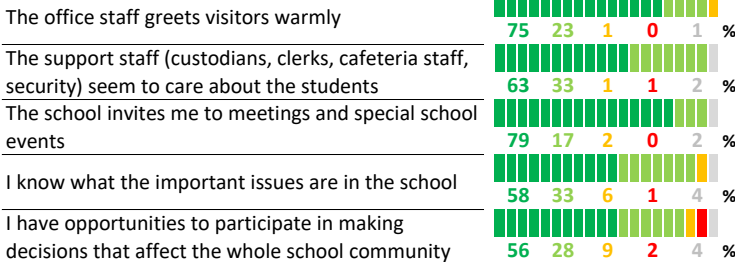 The office staff greets visitors warmly
75 23 1 0 1 %
The support staff (custodians, clerks, cafeteria staff,
security) seem to care about the students
63 33 1 1 2 %
The school invites me to meetings and special school
events
79 17 2 0 2 %
I know what the important issues are in the school
58 33 6 1 4 %
I have opportunities to participate in making
decisions that affect the whole school community
56 28 9 2 4 %